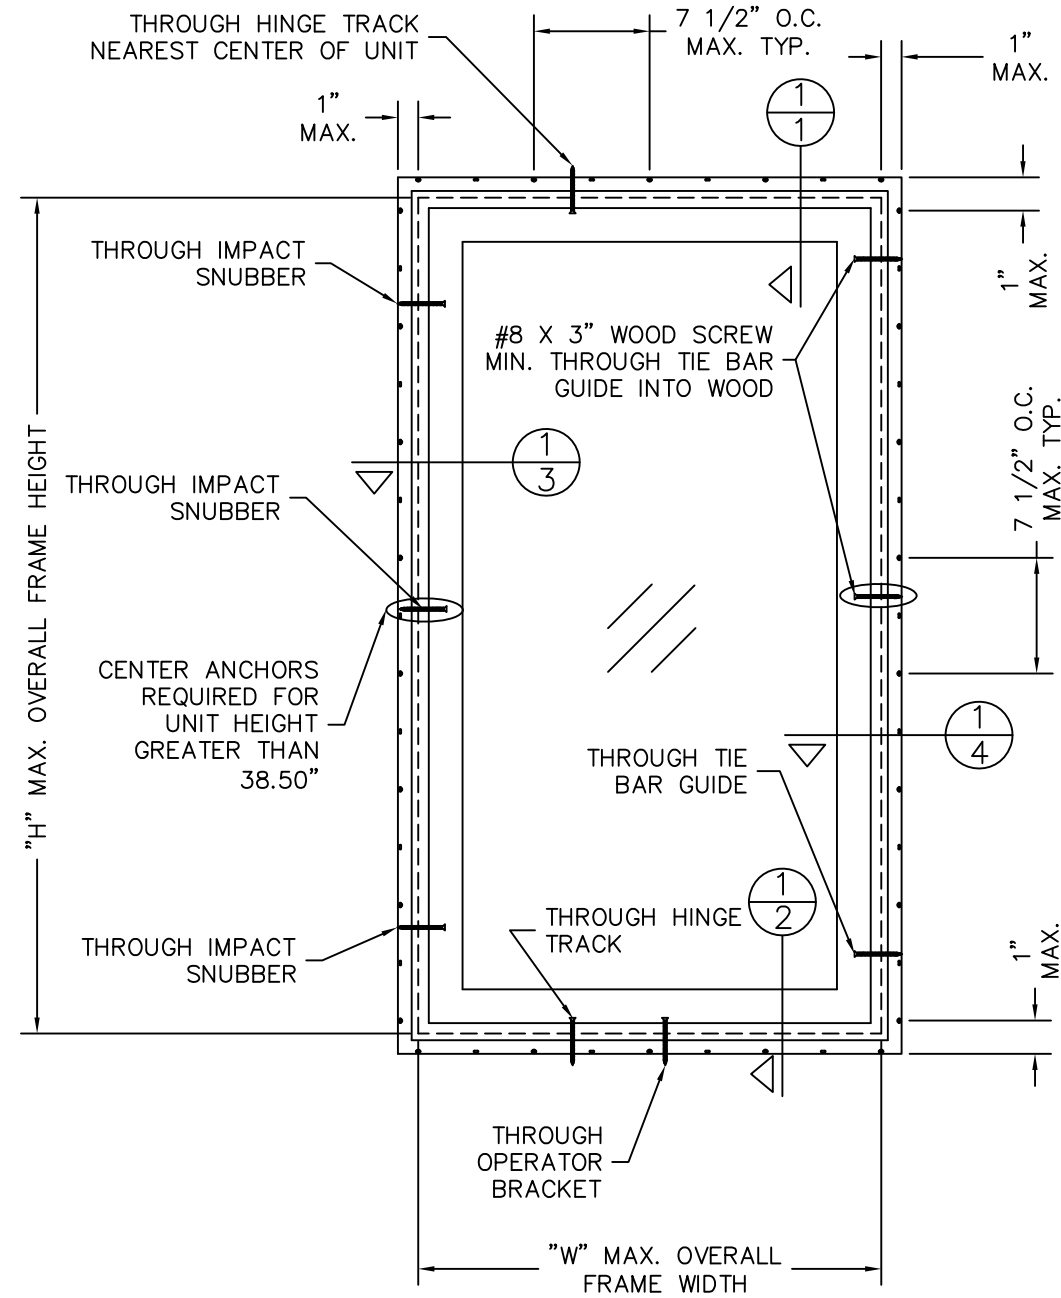 THROUGH HINGE TRACK
NEAREST CENTER OF UNIT
7 1/2" O.C.
MAX. TYP.
1"
MAX.
1"
MAX.
1
1
THROUGH IMPACT
SNUBBER
1"
MAX.
#8 X 3" WOOD SCREW
MIN. THROUGH TIE BAR
GUIDE INTO WOOD
7 1/2" O.C.
MAX. TYP.
1
3
"H" MAX. OVERALL FRAME HEIGHT
THROUGH IMPACT
SNUBBER
CENTER ANCHORS
REQUIRED FOR
UNIT HEIGHT
GREATER THAN
38.50"
1
4
THROUGH TIE
BAR GUIDE
1
2
THROUGH HINGE
TRACK
THROUGH IMPACT
SNUBBER
1"
MAX.
THROUGH
OPERATOR
BRACKET
"W" MAX. OVERALL
FRAME WIDTH